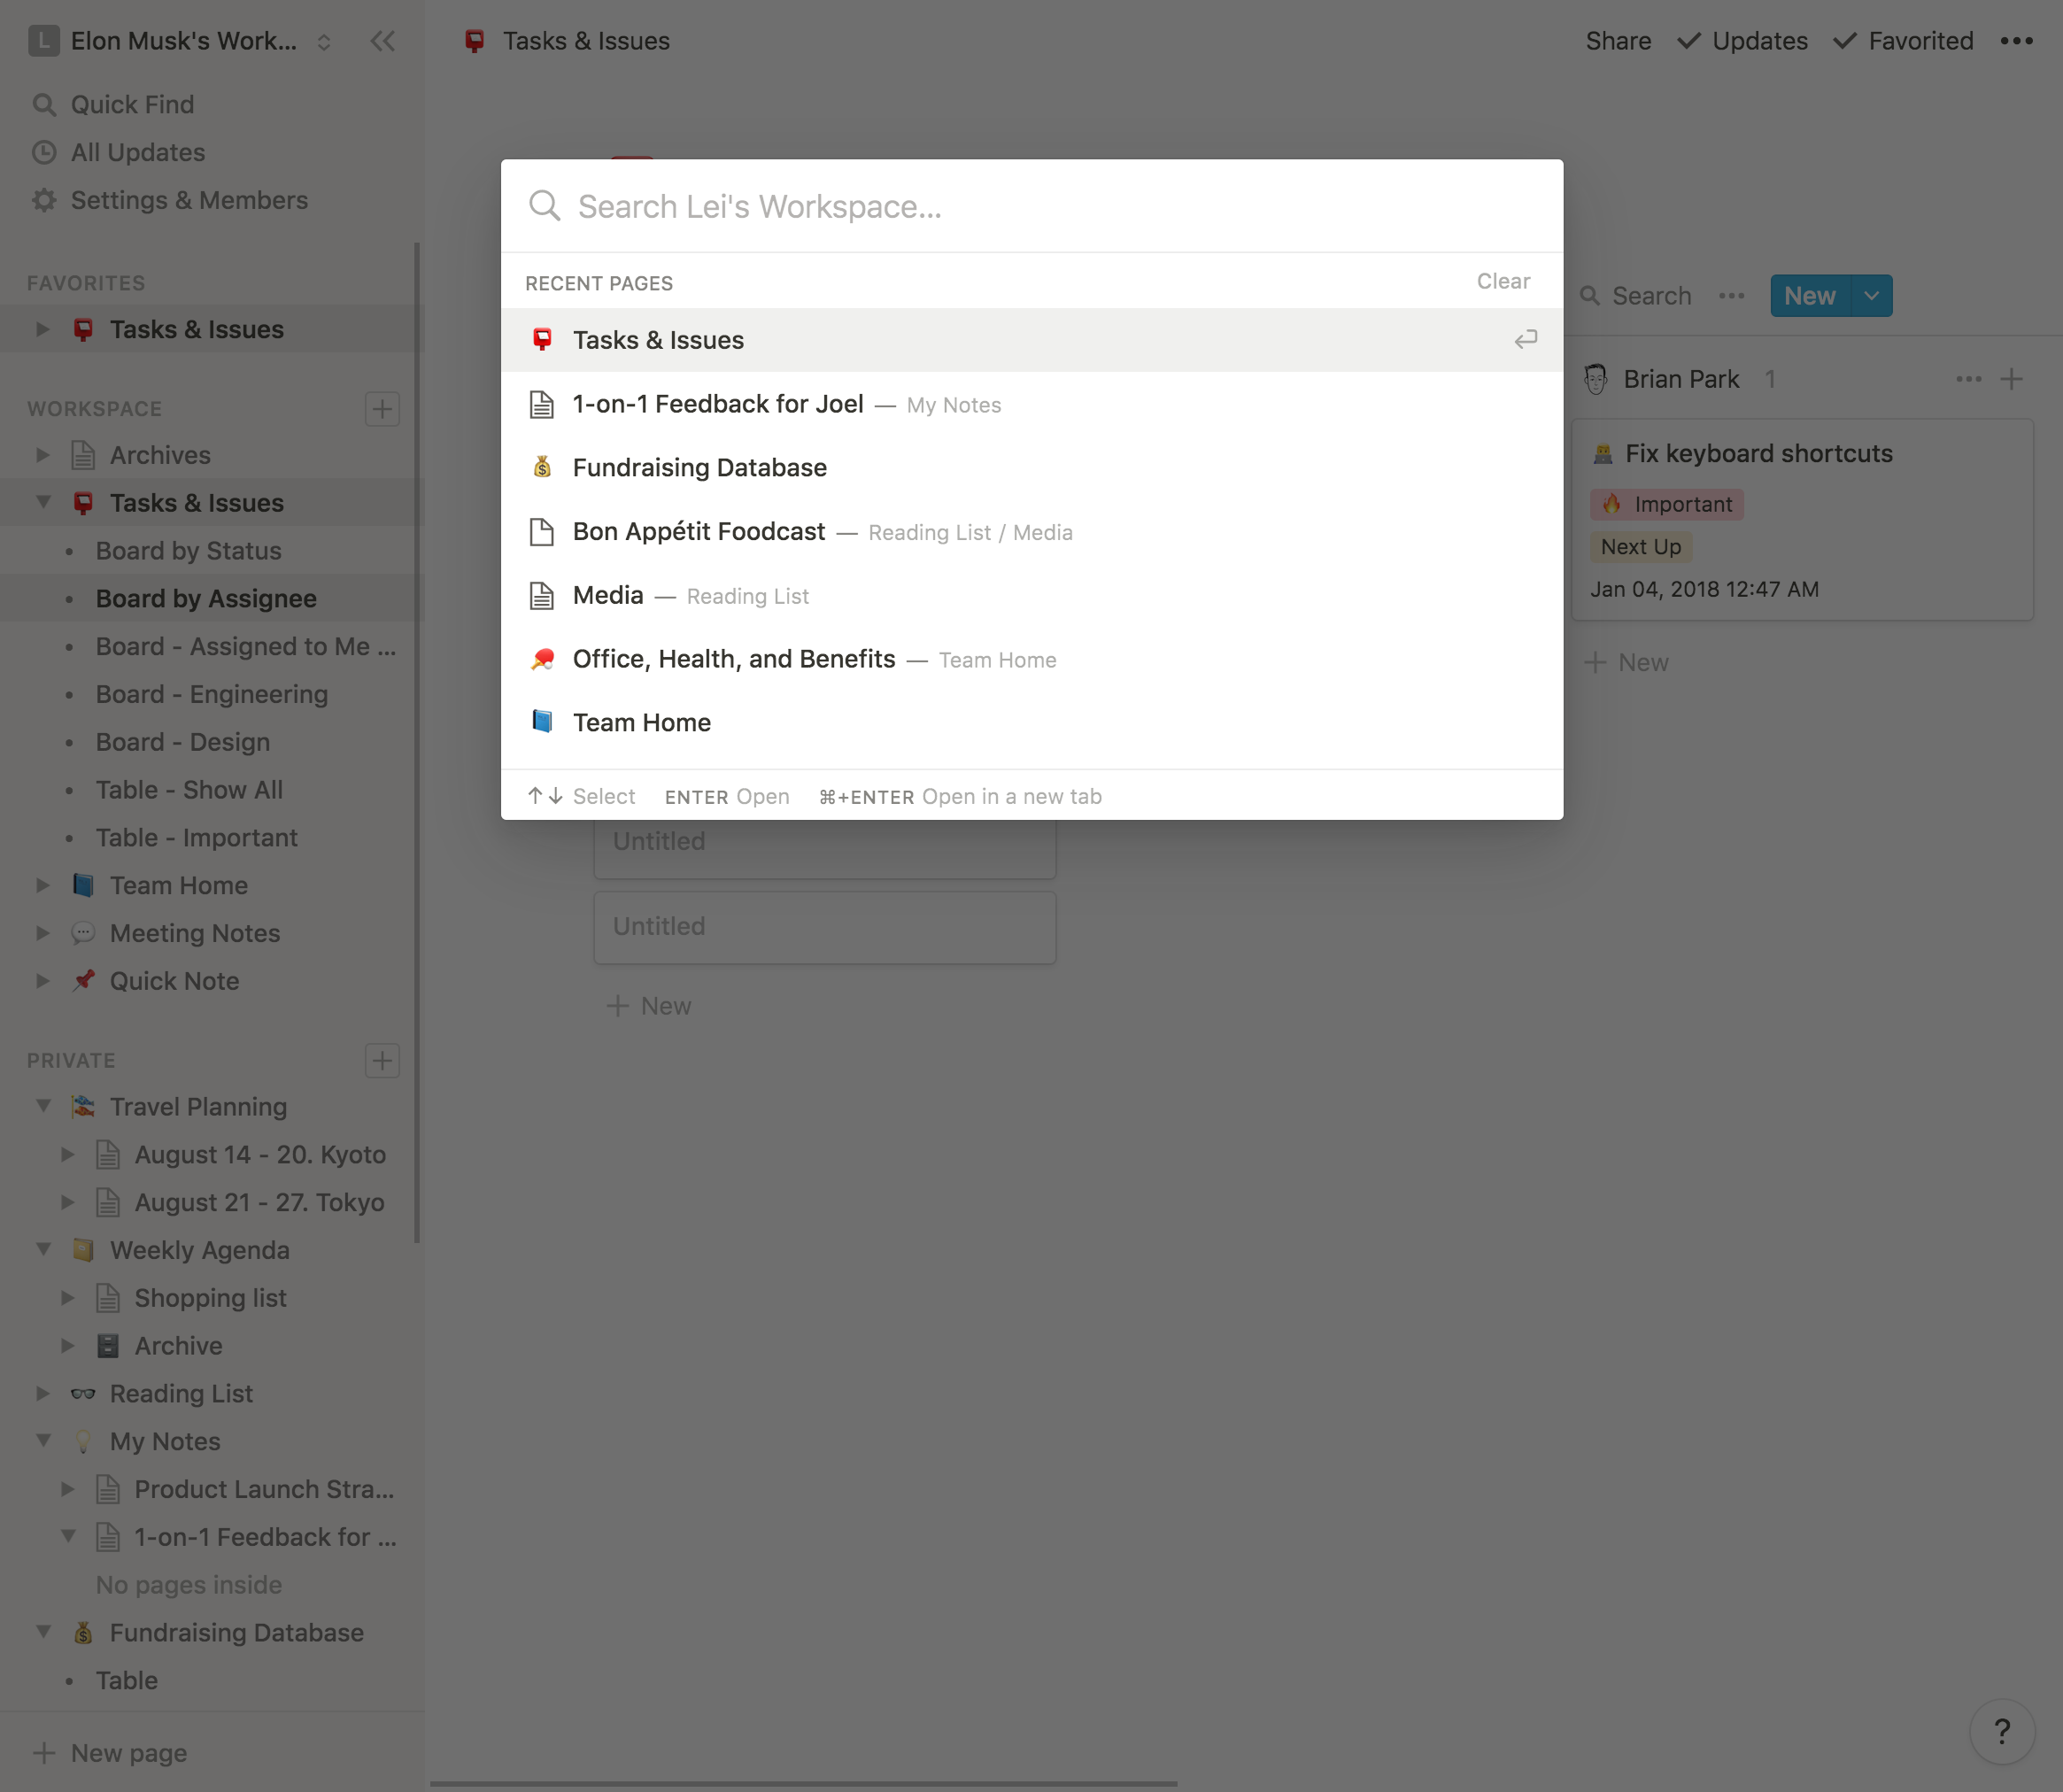 L Elon Musk's Work...
Quick Find
All Updates
Settings & Members
FAVORITES
Tasks & Issues
WORKSPACE
Archives
Tasks & Issues
Board by Status
Board by Assignee
Board - Assigned to Me ...
Board - Engineering
Board - Design
Table - Show All
Table - Important
Team Home
Meeting Notes
Quick Note
PRIVATE
Travel Planning
August 14 - 20. Kyoto
August 21 - 27. Tokyo
Weekly Agenda
Shopping list
Archive
Reading List
My Notes
Product Launch Stra...
1-on-1 Feedback for ...
No pages inside
Fundraising Database
Table
New page
Tasks & Issues
Share Updates Favorited
Search Lei's Workspace...
RECENT PAGES Clear
Tasks & Issues
1-on-1 Feedback for Joel — My Notes
Fundraising Database
Bon Appétit Foodcast — Reading List / Media
Media — Reading List
Office, Health, and Benefits — Team Home
Team Home
↑↓ Select ENTER Open ⌘+ENTER Open in a new tab
Search New
Brian Park 1
Fix keyboard shortcuts
Important
Next Up
Jan 04, 2018 12:47 AM
New
Untitled
Untitled
New
?